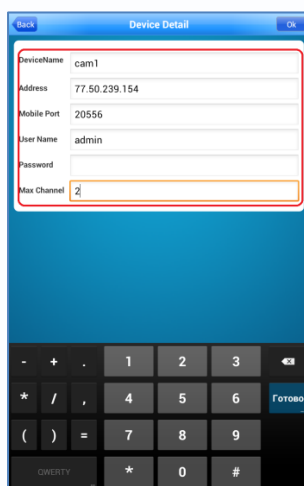 Back Device Detail Ok
DeviceName cam1
Address 77.50.239.154
Mobile Port 20556
User Name admin
Password
Max Channel 2
- + . 1 2 3
* / , 4 5 6 Готово
( ) = 7 8 9
QWERTY * 0 #